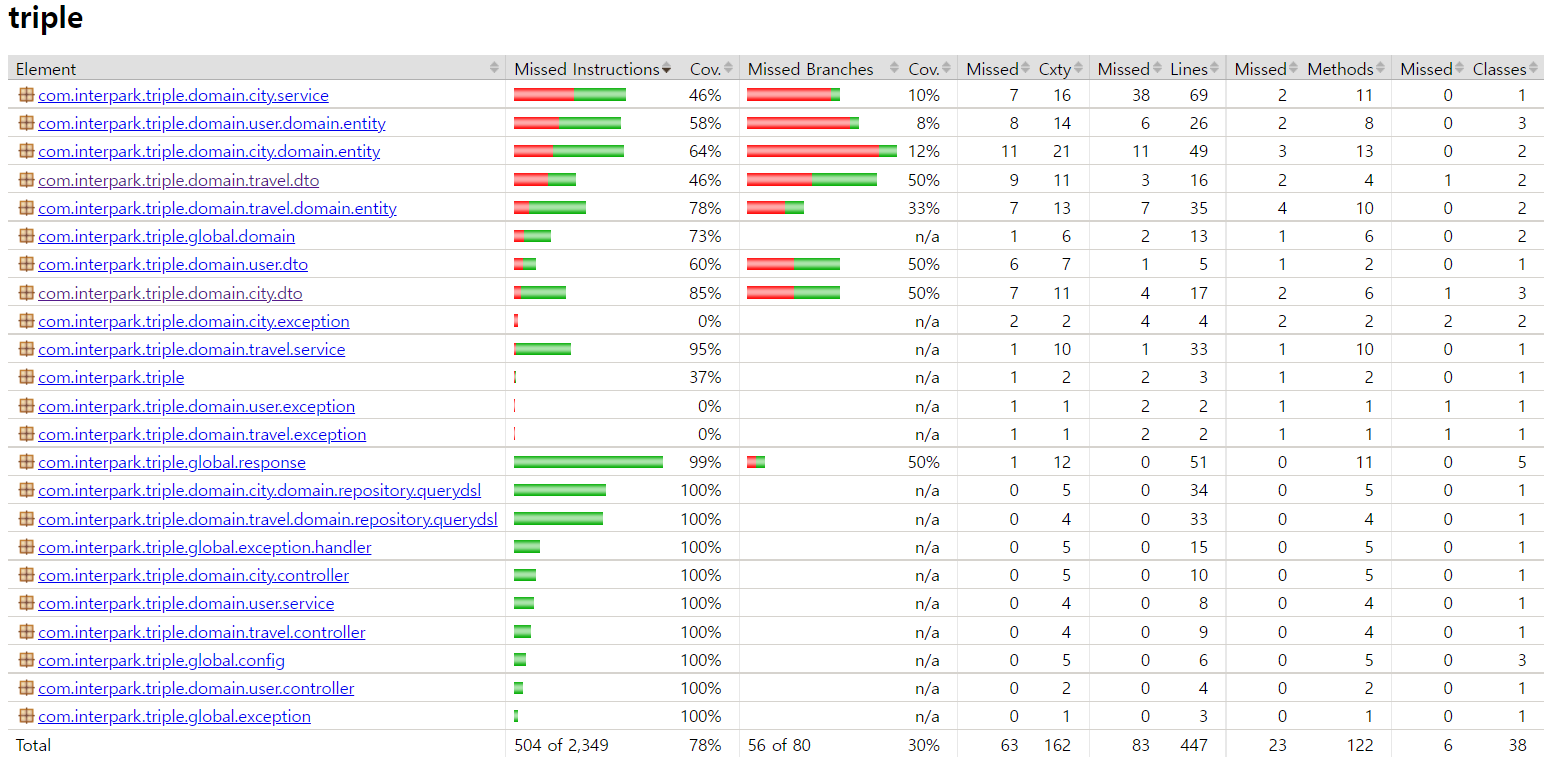 triple
Element Missed Instructions Cov. Missed Branches Cov. Missed Cxty Missed Lines Missed Methods Missed Classes
com.interpark.triple.domain.city.service 46% 10% 7 16 38 69 2 11 0 1
com.interpark.triple.domain.user.domain.entity 58% 8% 8 14 6 26 2 8 0 3
com.interpark.triple.domain.city.domain.entity 64% 12% 11 21 11 49 3 13 0 2
com.interpark.triple.domain.travel.dto 46% 50% 9 11 3 16 2 4 1 2
com.interpark.triple.domain.travel.domain.entity 78% 33% 7 13 7 35 4 10 0 2
com.interpark.triple.global.domain 73% n/a 1 6 2 13 1 6 0 2
com.interpark.triple.domain.user.dto 60% 50% 6 7 1 5 1 2 0 1
com.interpark.triple.domain.city.dto 85% 50% 7 11 4 17 2 6 1 3
com.interpark.triple.domain.city.exception 0% n/a 2 2 4 4 2 2 2 2
com.interpark.triple.domain.travel.service 95% n/a 1 10 1 33 1 10 0 1
com.interpark.triple 37% n/a 1 2 2 3 1 2 0 1
com.interpark.triple.domain.user.exception 0% n/a 1 1 2 2 1 1 1 1
com.interpark.triple.domain.travel.exception 0% n/a 1 1 2 2 1 1 1 1
com.interpark.triple.global.response 99% 50% 1 12 0 51 0 11 0 5
com.interpark.triple.domain.city.domain.repository.querydsl 100% n/a 0 5 0 34 0 5 0 1
com.interpark.triple.domain.travel.domain.repository.querydsl 100% n/a 0 4 0 33 0 4 0 1
com.interpark.triple.global.exception.handler 100% n/a 0 5 0 15 0 5 0 1
com.interpark.triple.domain.city.controller 100% n/a 0 5 0 10 0 5 0 1
com.interpark.triple.domain.user.service 100% n/a 0 4 0 8 0 4 0 1
com.interpark.triple.domain.travel.controller 100% n/a 0 4 0 9 0 4 0 1
com.interpark.triple.global.config 100% n/a 0 5 0 6 0 5 0 3
com.interpark.triple.domain.user.controller 100% n/a 0 2 0 4 0 2 0 1
com.interpark.triple.global.exception 100% n/a 0 1 0 3 0 1 0 1
Total 504 of 2,349 78% 56 of 80 30% 63 162 83 447 23 122 6 38